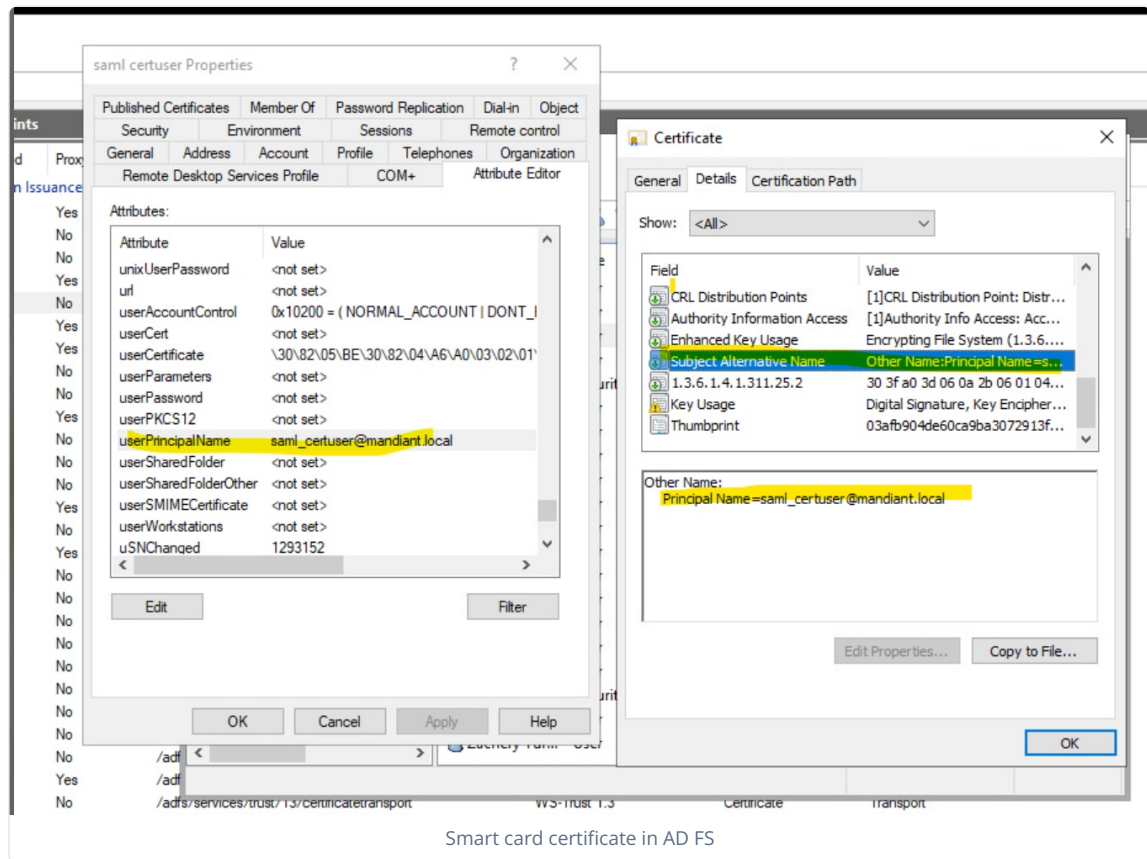 saml certuser Properties
Published Certificates Member Of Password Replication Dial-in Object
Security Environment Sessions Remote control
General Address Account Profile Telephones Organization
Remote Desktop Services Profile COM+ Attribute Editor
Attributes:
Attribute Value
unixUserPassword <not set>
url <not set>
userAccountControl 0x10200 = ( NORMAL_ACCOUNT | DONT_
userCert <not set>
userCertificate \30\82\05\BE\30\82\04\A6\A0\03\02\01\
userParameters <not set>
userPassword <not set>
userPKCS12 <not set>
userPrincipalName saml_certuser@mandiant.local
userSharedFolder <not set>
userSharedFolderOther <not set>
userSMIMECertificate <not set>
userWorkstations <not set>
uSNChanged 1293152
Edit Filter
OK Cancel Apply Help
Certificate
General Details Certification Path
Show: <All>
Field Value
CRL Distribution Points [1]CRL Distribution Point: Distr...
Authority Information Access [1]Authority Info Access: Acc...
Enhanced Key Usage Encrypting File System (1.3.6....
Subject Alternative Name Other Name:Principal Name=s...
1.3.6.1.4.1.311.25.2 30 3f a0 3d 06 0a 2b 06 01 04...
Key Usage Digital Signature, Key Encipher...
Thumbprint 03afb904de60ca9ba3072913f...
Other Name:
Principal Name=saml_certuser@mandiant.local
Edit Properties... Copy to File...
OK
ints
d Prox
n Issuance
Yes
No
No
Yes
No
Yes
Yes
No
No
Yes
No
No
No
Yes
No
Yes
No
No
No
No
No
No
No
No
No /adf
Yes /adf
No /adfs/services/trust/13/certificatetransport WS-Trust 1.3 Certificate Transport
Smart card certificate in AD FS